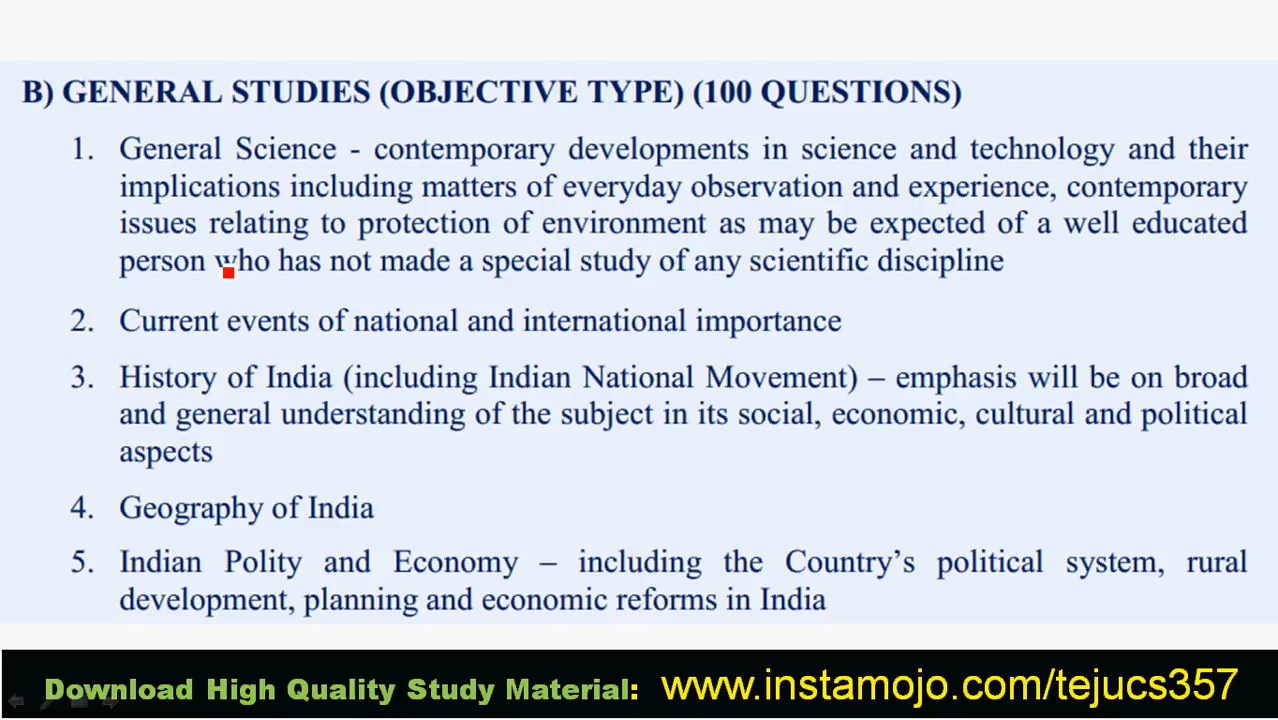 B) GENERAL STUDIES (OBJECTIVE TYPE) (100 QUESTIONS)
1. General Science - contemporary developments in science and technology and their
implications including matters of everyday observation and experience, contemporary
issues relating to protection of environment as may be expected of a well educated
person who has not made a special study of any scientific discipline
2. Current events of national and international importance
3. History of India (including Indian National Movement) – emphasis will be on broad
and general understanding of the subject in its social, economic, cultural and political
aspects
4. Geography of India
5. Indian Polity and Economy – including the Country’s political system, rural
development, planning and economic reforms in India
Download High Quality Study Material: www.instamojo.com/tejucs357